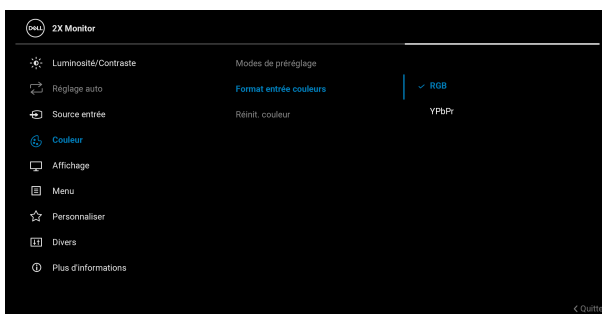 DELL 2X Monitor
Luminosité/Contraste
Réglage auto
Source entrée
Couleur
Affichage
Menu
Personnaliser
Divers
Plus d'informations
Modes de préréglage
Format entrée couleurs
Réinit. couleur
RGB
YPbPr
Quitte